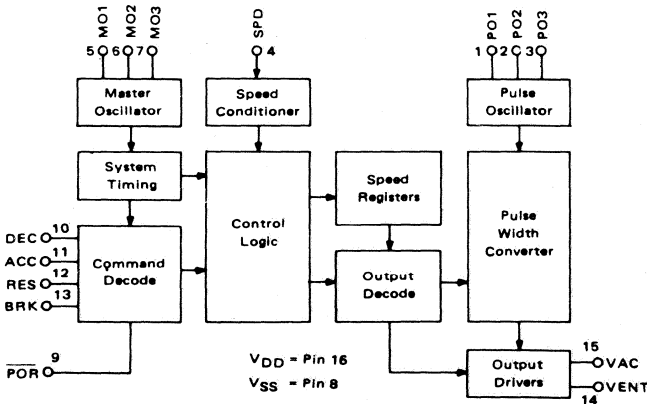 MO1
MO2
MO3
5 6 7
SPD
4
PO1
PO2
PO3
1 2 3
Master
Oscillator
Speed
Conditioner
Pulse
Oscillator
System
Timing
Control
Logic
Speed
Registers
Pulse
Width
Converter
DEC 10
ACC 11
RES 12
BRK 13
Command
Decode
Output
Decode
POR 9
VDD = Pin 16
VSS = Pin 8
Output
Drivers
15 VAC
14 VENT